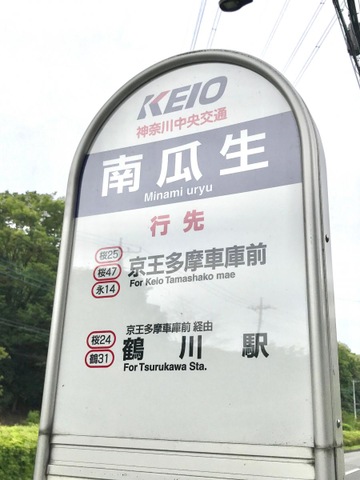 KEIO
神奈川中央交通
南瓜生
Minami uryu
行先
桜25
桜47
永14
京王多摩車庫前
For Keio Tamashako mae
京王多摩車庫前 経由
桜24
鶴31
鶴川駅
For Tsurukawa Sta.